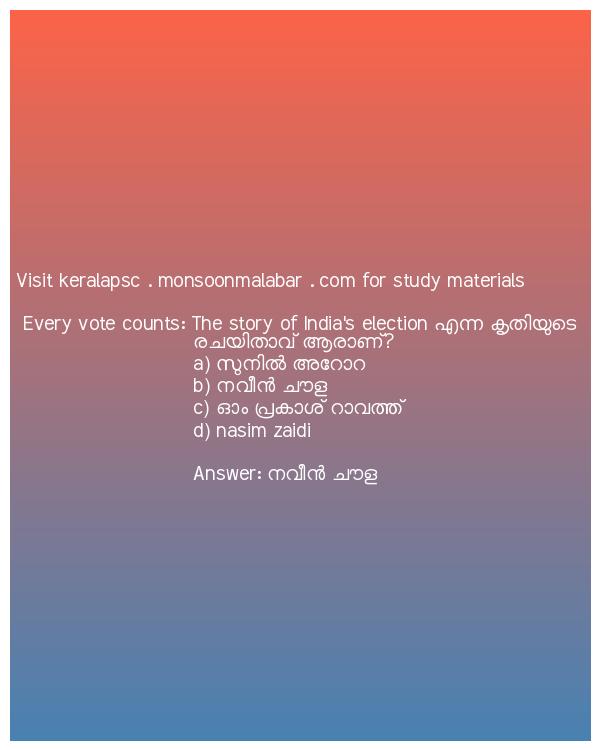 Visit keralapsc . monsoonmalabar . com for study materials
Every vote counts: The story of India's election എന്ന കൃതിയുടെ
രചയിതാവ് ആരാണ്?
a) സുനിൽ അറോറ
b) നവീൻ ചൗള
c) ഓം പ്രകാശ് റാവത്ത്
d) nasim zaidi
Answer: നവീൻ ചൗള